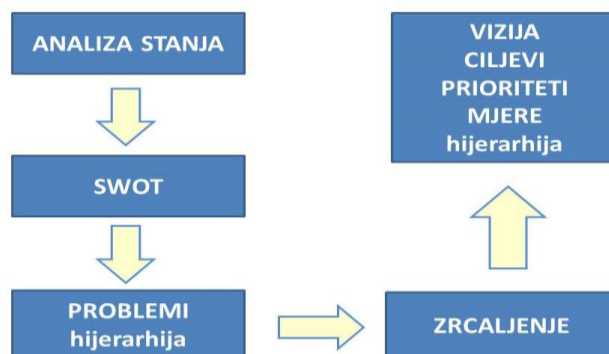 ANALIZA STANJA
SWOT
PROBLEMI
hijerarhija
ZRCALJENJE
VIZIJA
CILJEVI
PRIORITETI
MJERE
hijerarhija